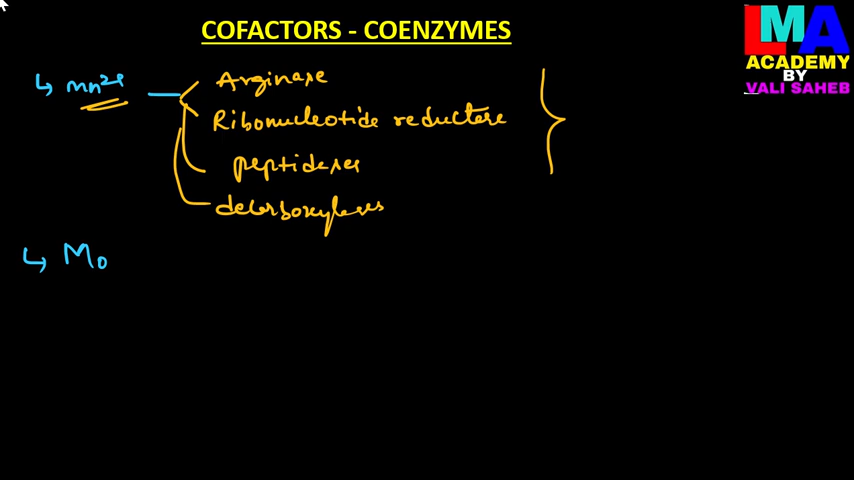 COFACTORS - COENZYMES
LMA
ACADEMY
BY
VALI SAHEB
↳ Mn²⁺
Arginase
Ribonucleotide reductase
peptidases
decarboxylases
↳ Mo